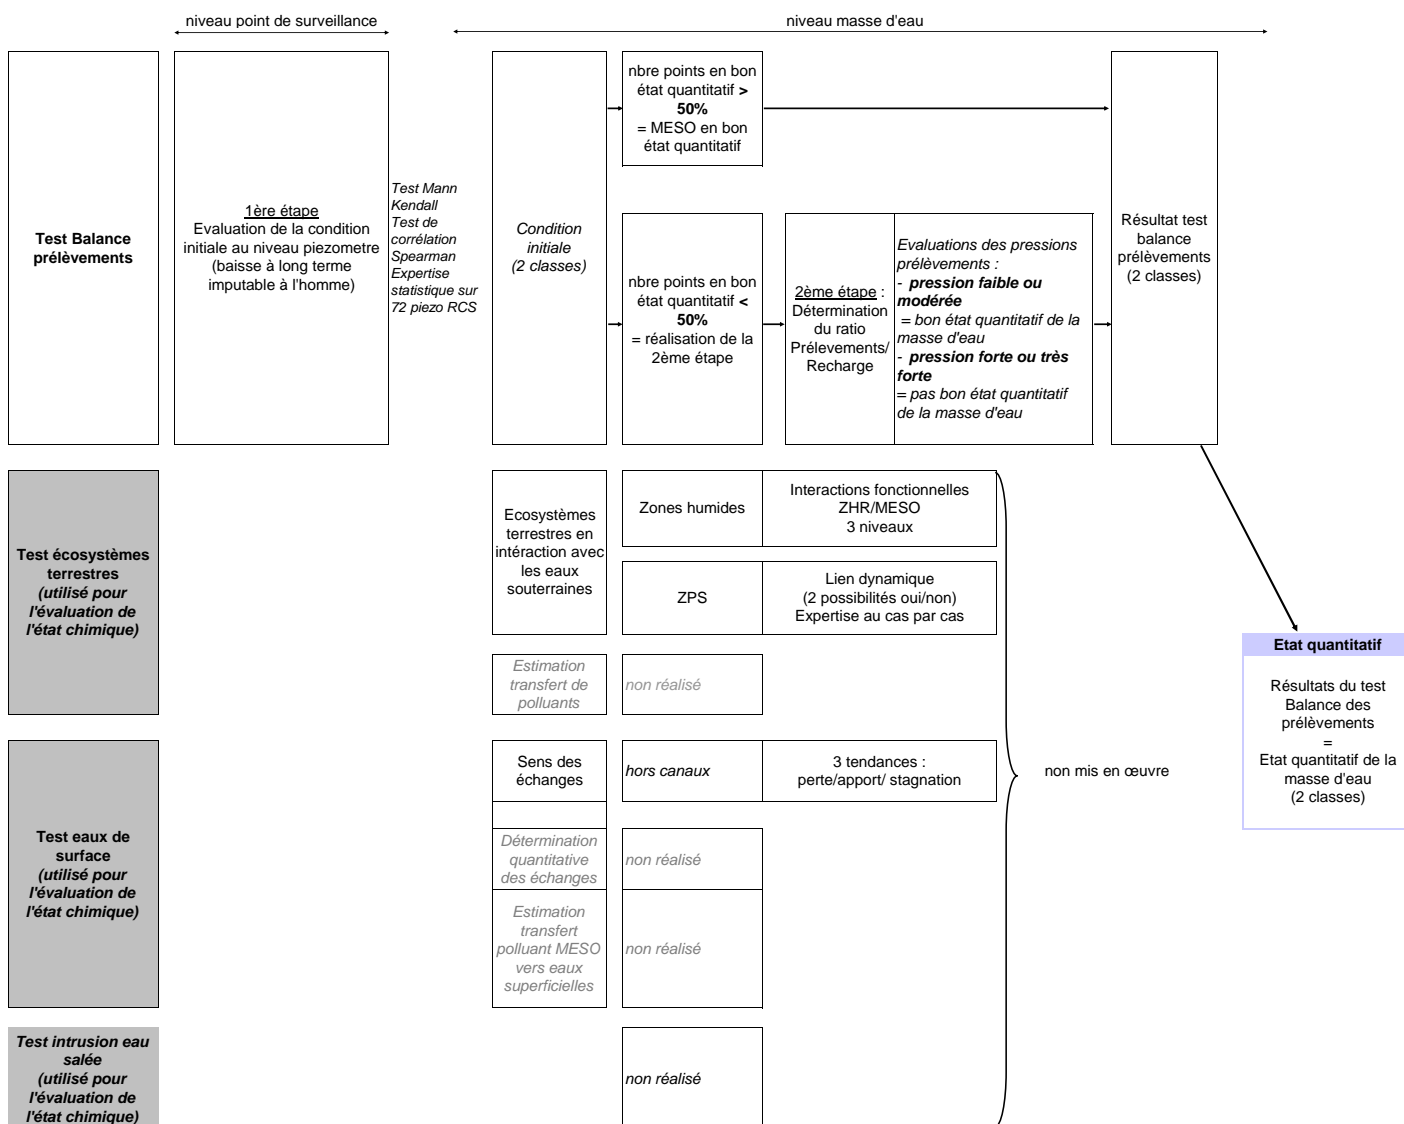 niveau point de surveillance
niveau masse d'eau
Test Balance
prélèvements
1ère étape
Evaluation de la condition
initiale au niveau piezometre
(baisse à long terme
imputable à l'homme)
Test Mann
Kendall
Test de
corrélation
Spearman
Expertise
statistique sur
72 piezo RCS
Condition
initiale
(2 classes)
nbre points en bon
état quantitatif >
50%
= MESO en bon
état quantitatif
nbre points en bon
état quantitatif <
50%
= réalisation de la
2ème étape
2ème étape :
Détermination
du ratio
Prélevements/
Recharge
Evaluations des pressions
prélèvements :
- pression faible ou
modérée
= bon état quantitatif de la
masse d'eau
- pression forte ou très
forte
= pas bon état quantitatif
de la masse d'eau
Résultat test
balance
prélèvements
(2 classes)
Test écosystèmes
terrestres
(utilisé pour
l'évaluation de
l'état chimique)
Ecosystèmes
terrestres en
intéraction avec
les eaux
souterraines
Zones humides
Interactions fonctionnelles
ZHR/MESO
3 niveaux
ZPS
Lien dynamique
(2 possibilités oui/non)
Expertise au cas par cas
Estimation
transfert de
polluants
non réalisé
Test eaux de
surface
(utilisé pour
l'évaluation de
l'état chimique)
Sens des
échanges
hors canaux
3 tendances :
perte/apport/ stagnation
Détermination
quantitative
des échanges
non réalisé
Estimation
transfert
polluant MESO
vers eaux
superficielles
non réalisé
Test intrusion eau
salée
(utilisé pour
l'évaluation de
l'état chimique)
non réalisé
non mis en œuvre
Etat quantitatif
Résultats du test
Balance des
prélèvements
=
Etat quantitatif de la
masse d'eau
(2 classes)